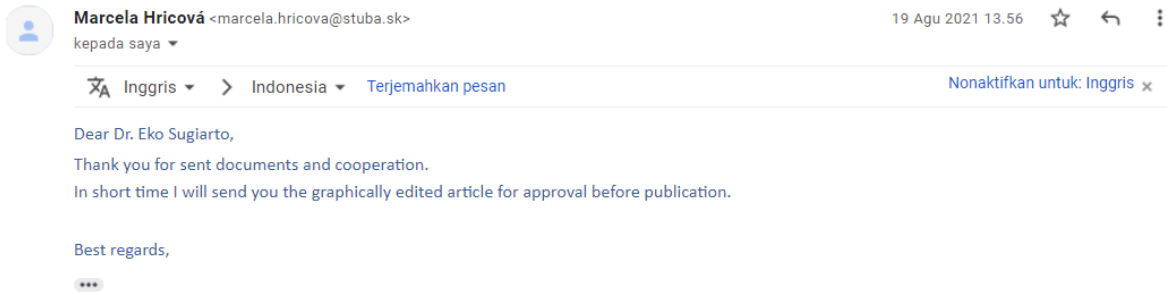 Marcela Hricová <marcela.hricova@stuba.sk>
19 Agu 2021 13.56
kepada saya
Inggris
Indonesia
Terjemahkan pesan
Nonaktifkan untuk: Inggris
Dear Dr. Eko Sugiarto,
Thank you for sent documents and cooperation.
In short time I will send you the graphically edited article for approval before publication.
Best regards,